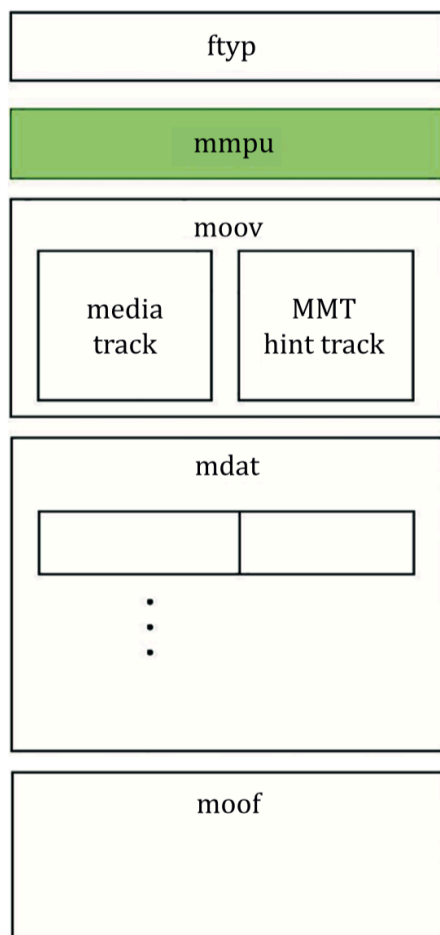 ftyp
mmpu
moov
media
track
MMT
hint track
mdat
moof